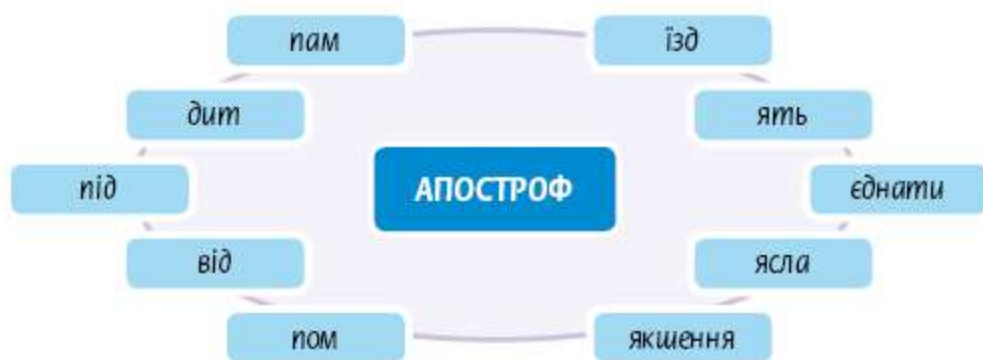 пам
їзд
дит
ять
під
АПОСТРОФ
єднати
від
ясла
пом
якшення